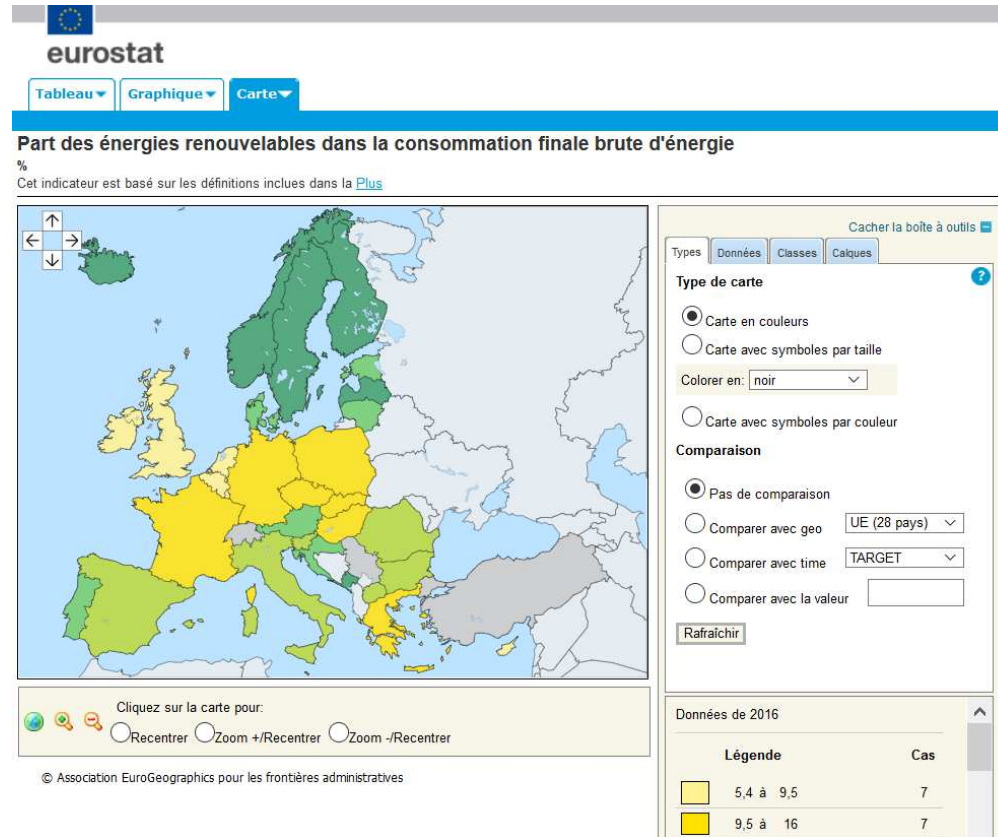 eurostat
Tableau Graphique Carte
Part des énergies renouvelables dans la consommation finale brute d'énergie
%
Cet indicateur est basé sur les définitions inclues dans la Plus
Cacher la boîte à outils
Types Données Classes Calques
Type de carte
?
Carte en couleurs
Carte avec symboles par taille
Colorer en: noir
Carte avec symboles par couleur
Comparaison
Pas de comparaison
Comparer avec geo UE (28 pays)
Comparer avec time TARGET
Comparer avec la valeur
Rafraîchir
Cliquez sur la carte pour:
Recentrer Zoom +/Recentrer Zoom -/Recentrer
© Association EuroGeographics pour les frontières administratives
Données de 2016
Légende Cas
5,4 à 9,5 7
9,5 à 16 7